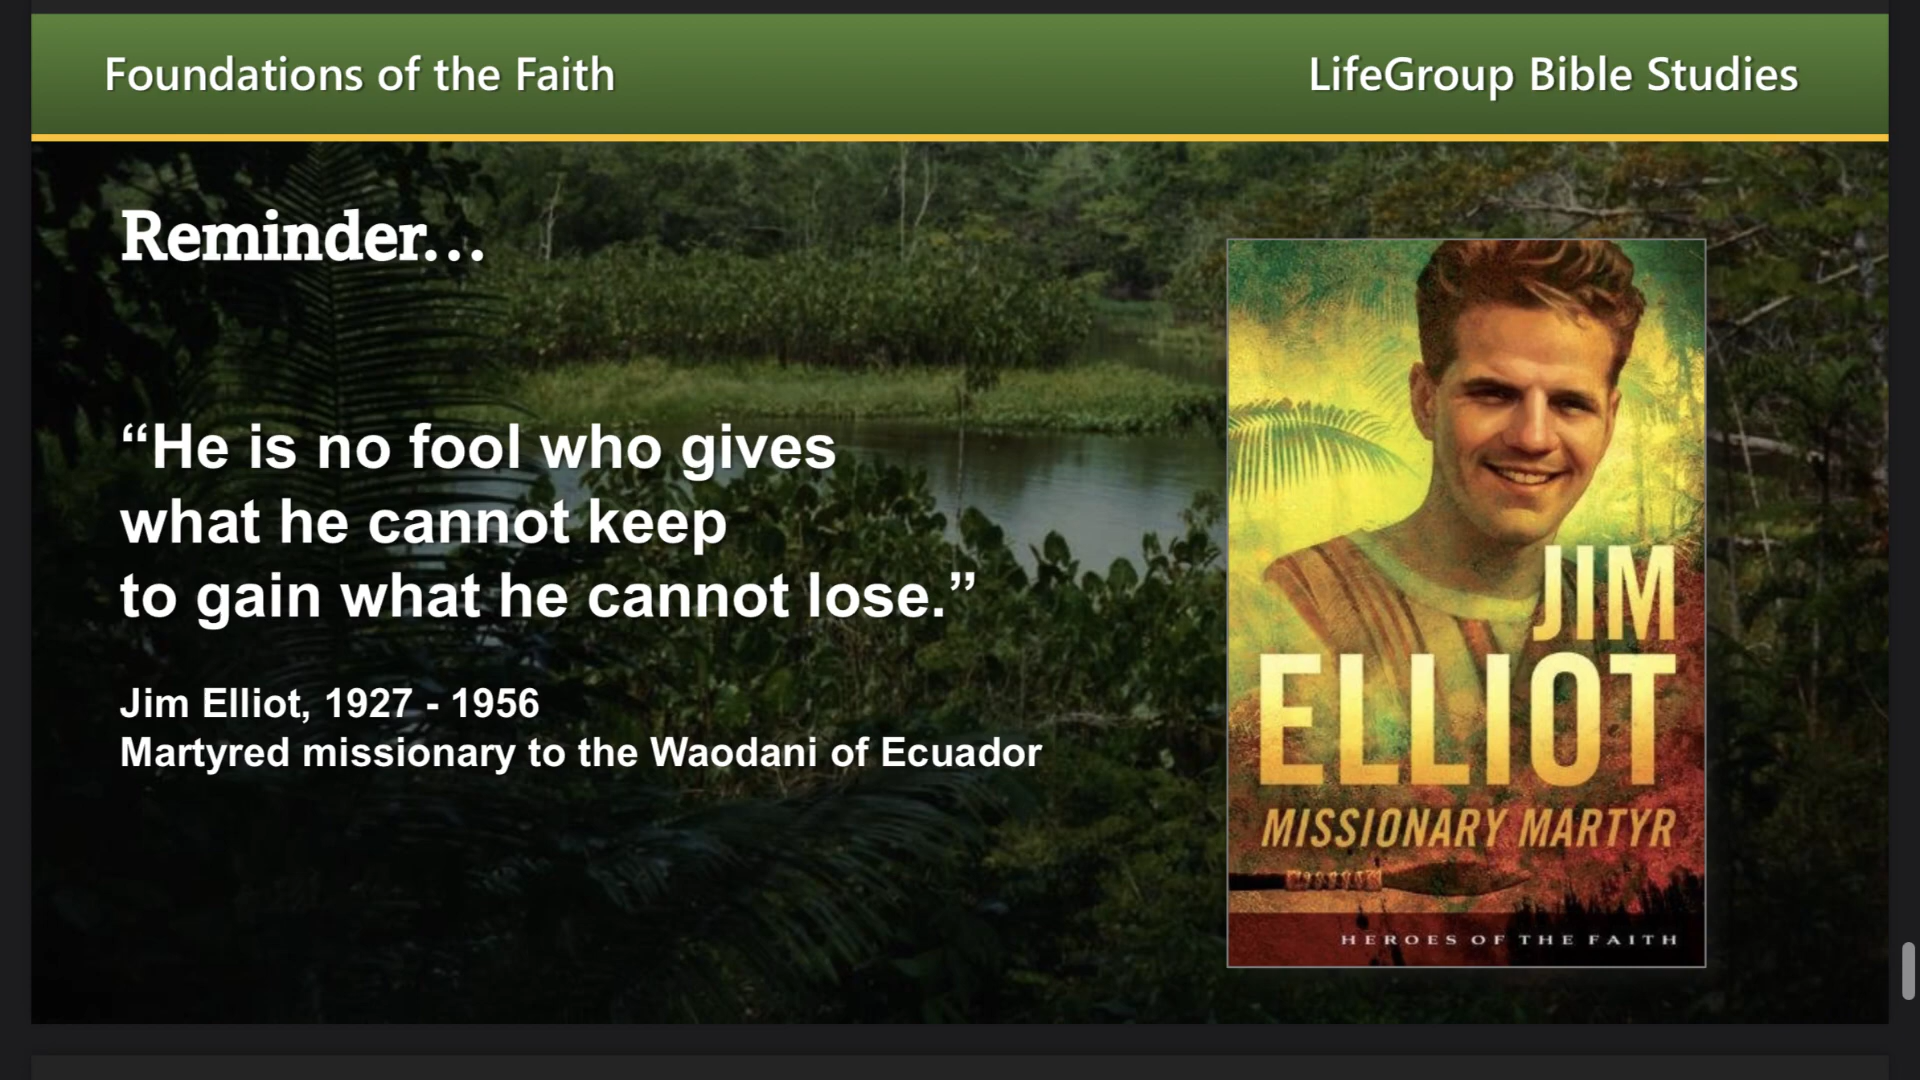 Foundations of the Faith
LifeGroup Bible Studies
Reminder...
“He is no fool who gives
what he cannot keep
to gain what he cannot lose.”
Jim Elliot, 1927 - 1956
Martyred missionary to the Waodani of Ecuador
JIM
ELLIOT
MISSIONARY MARTYR
HEROES OF THE FAITH